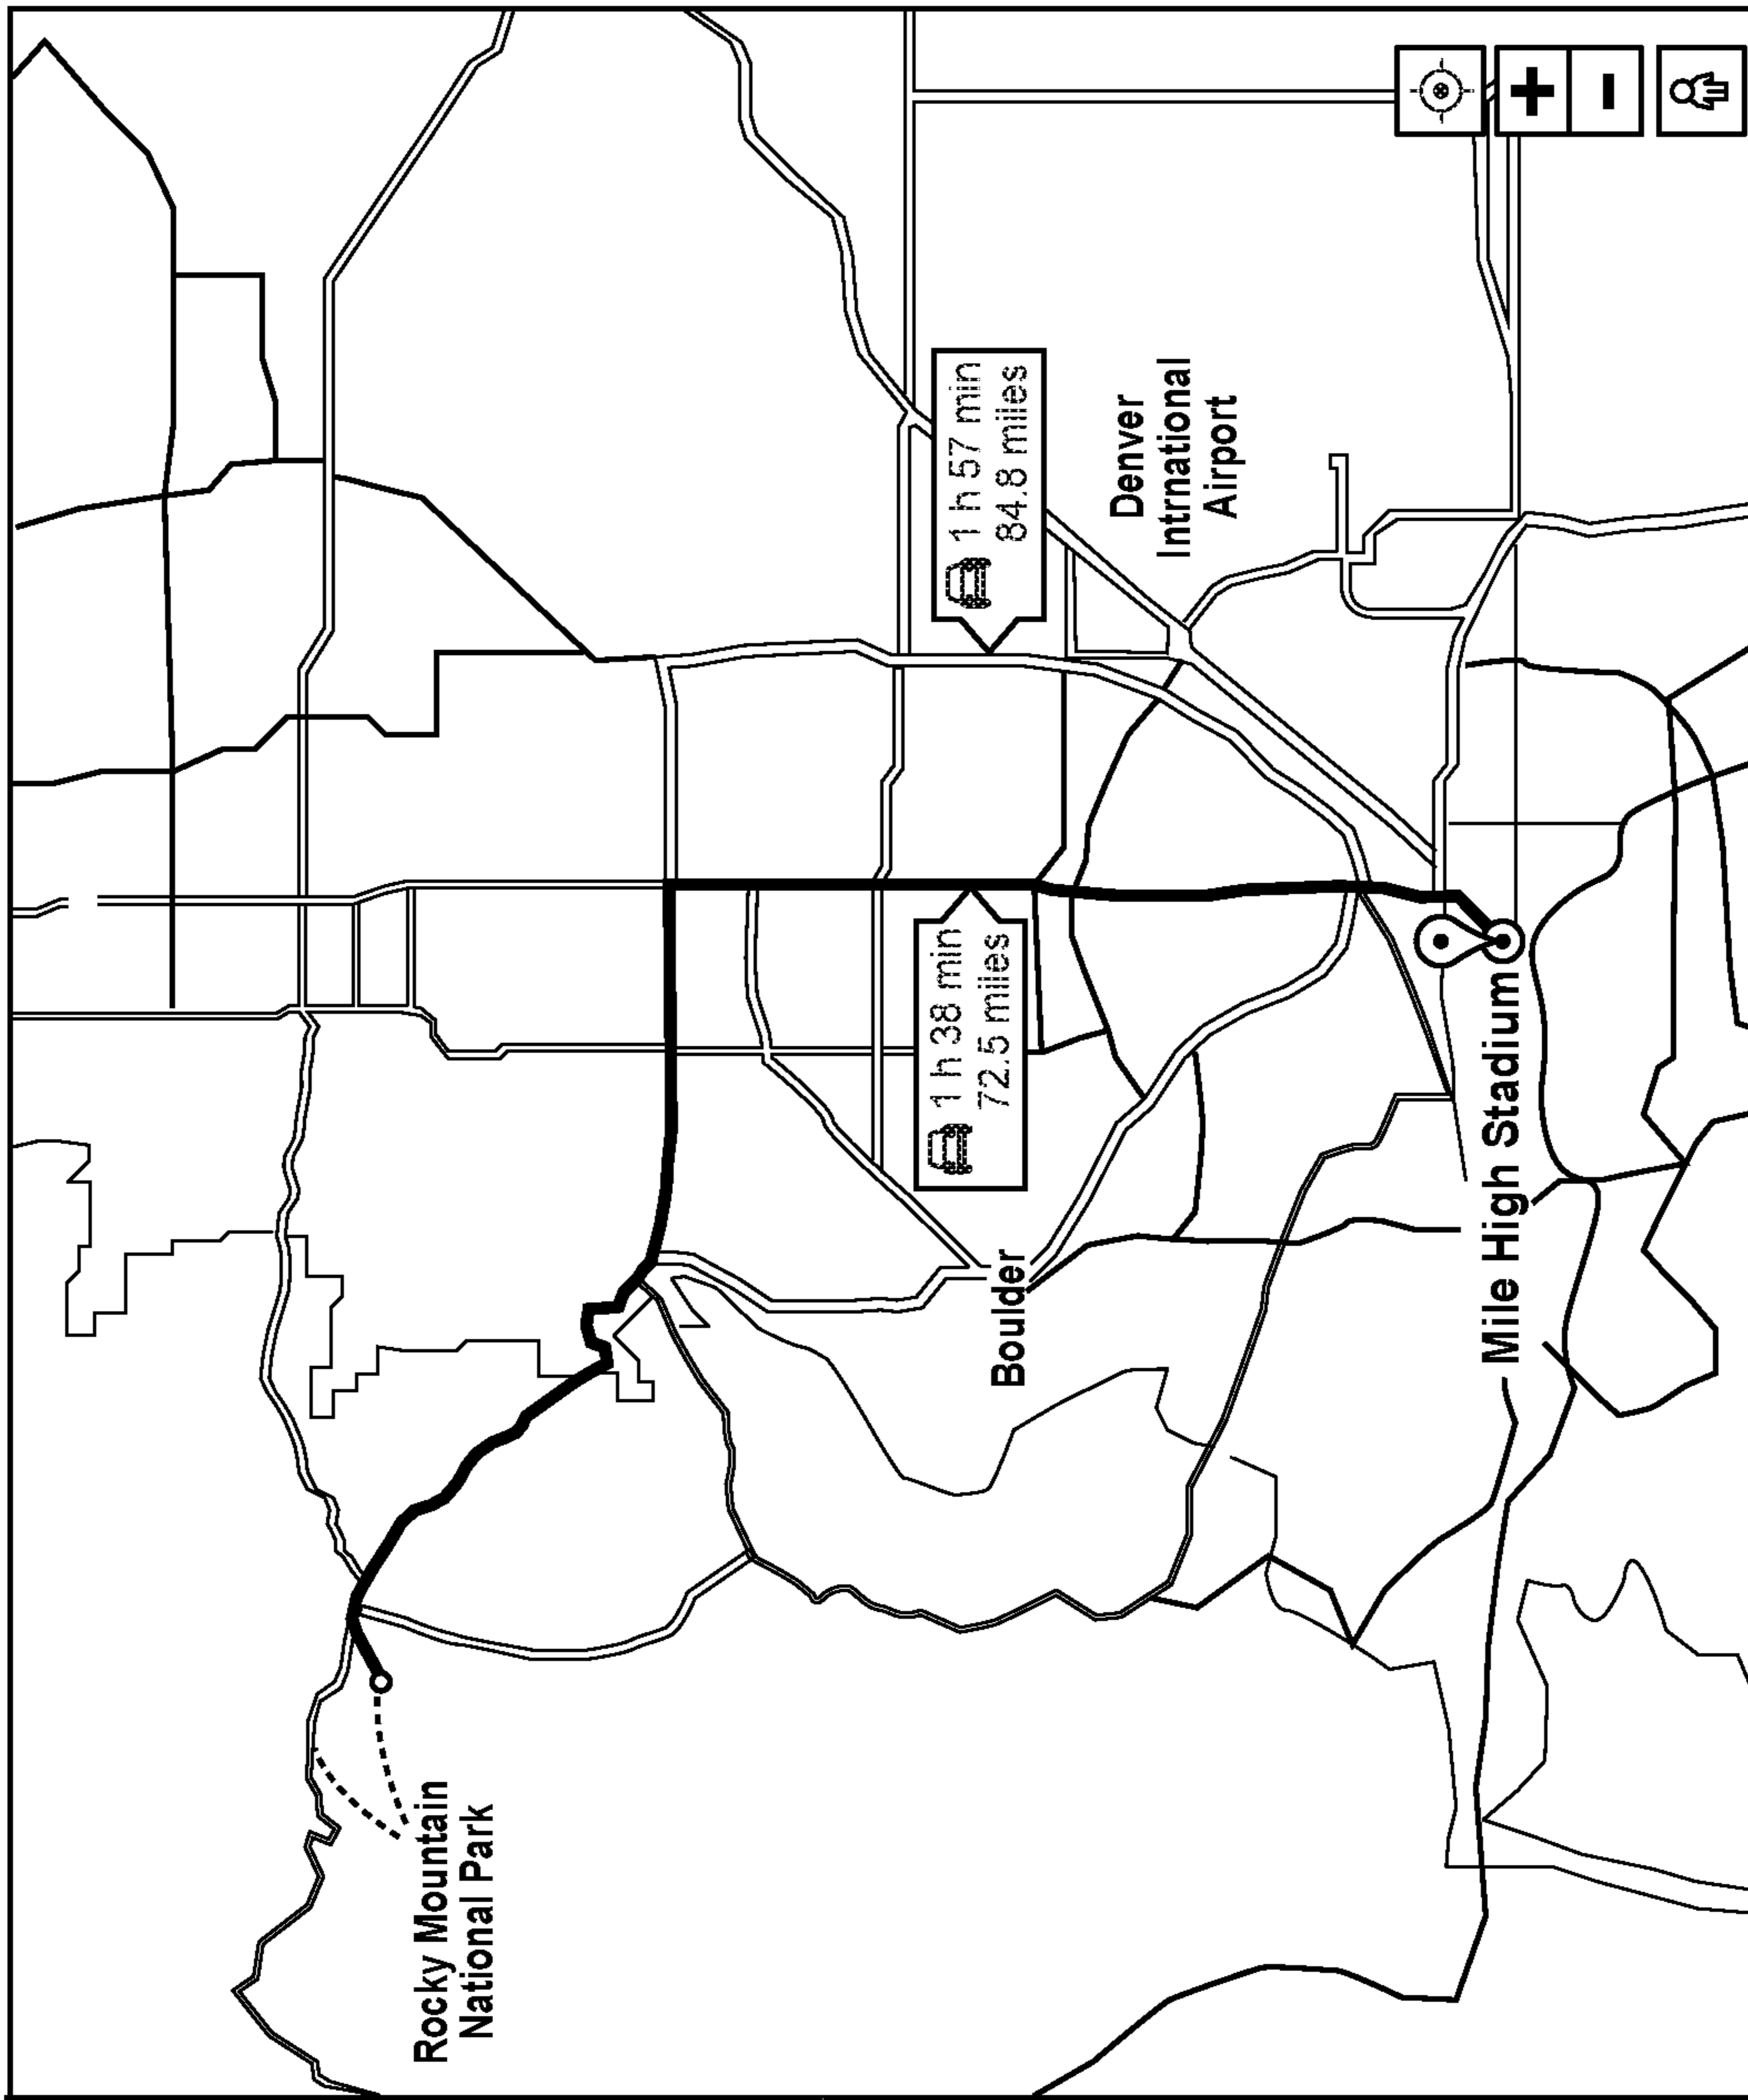 Rocky Mountain
National Park
1 h 57 min
84.8 miles
Denver
Intrnational
Airport
1 h 38 min
72.5 miles
Boulder
Mile High Stadium
+
-